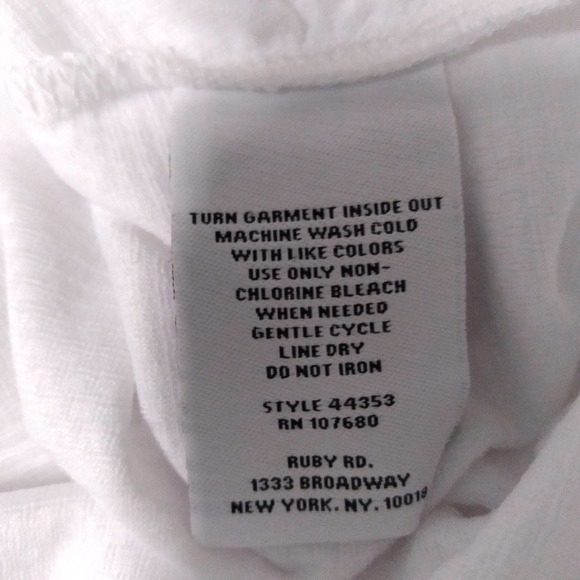 TURN GARMENT INSIDE OUT
MACHINE WASH COLD
WITH LIKE COLORS
USE ONLY NON-
CHLORINE BLEACH
WHEN NEEDED
GENTLE CYCLE
LINE DRY
DO NOT IRON
STYLE 44353
RN 107680
RUBY RD.
1333 BROADWAY
NEW YORK, NY. 10018